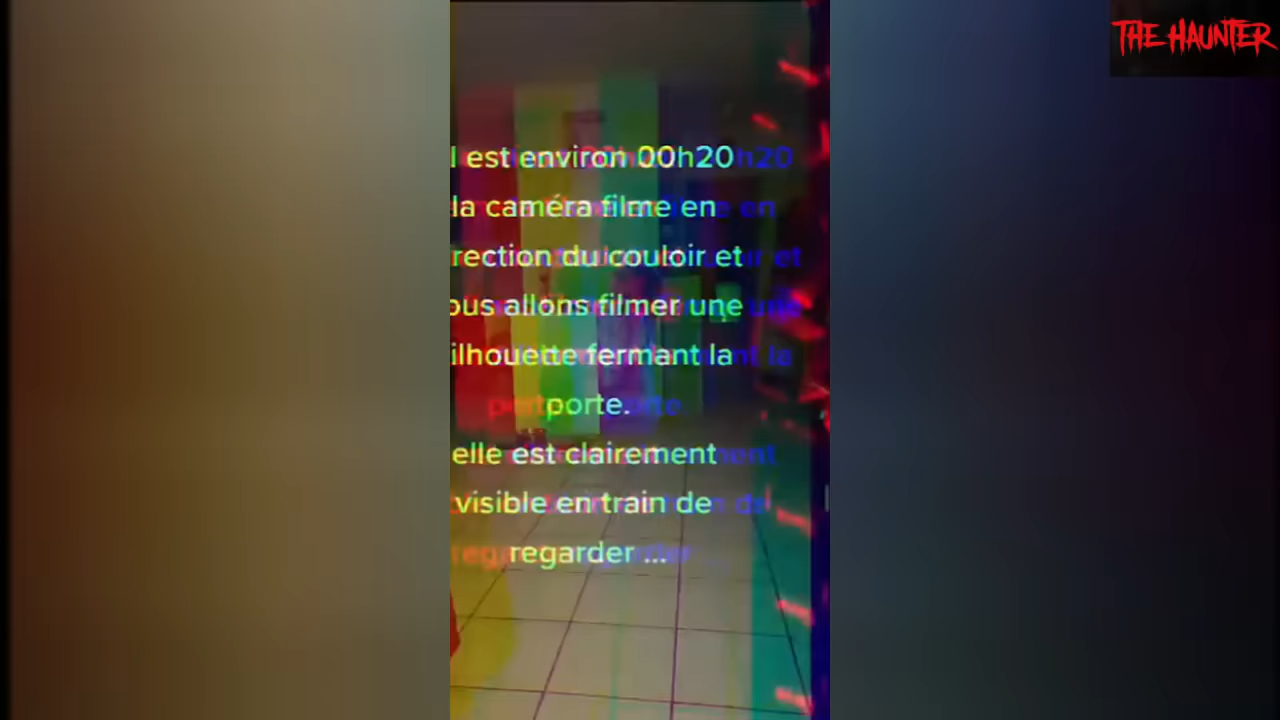 THE HAUNTER
l est environ 00h20
la caméra filme en
rection du couloir et
ous allons filmer une
ilhouette fermant la
porte.
elle est clairement
visible en train de
regarder ...